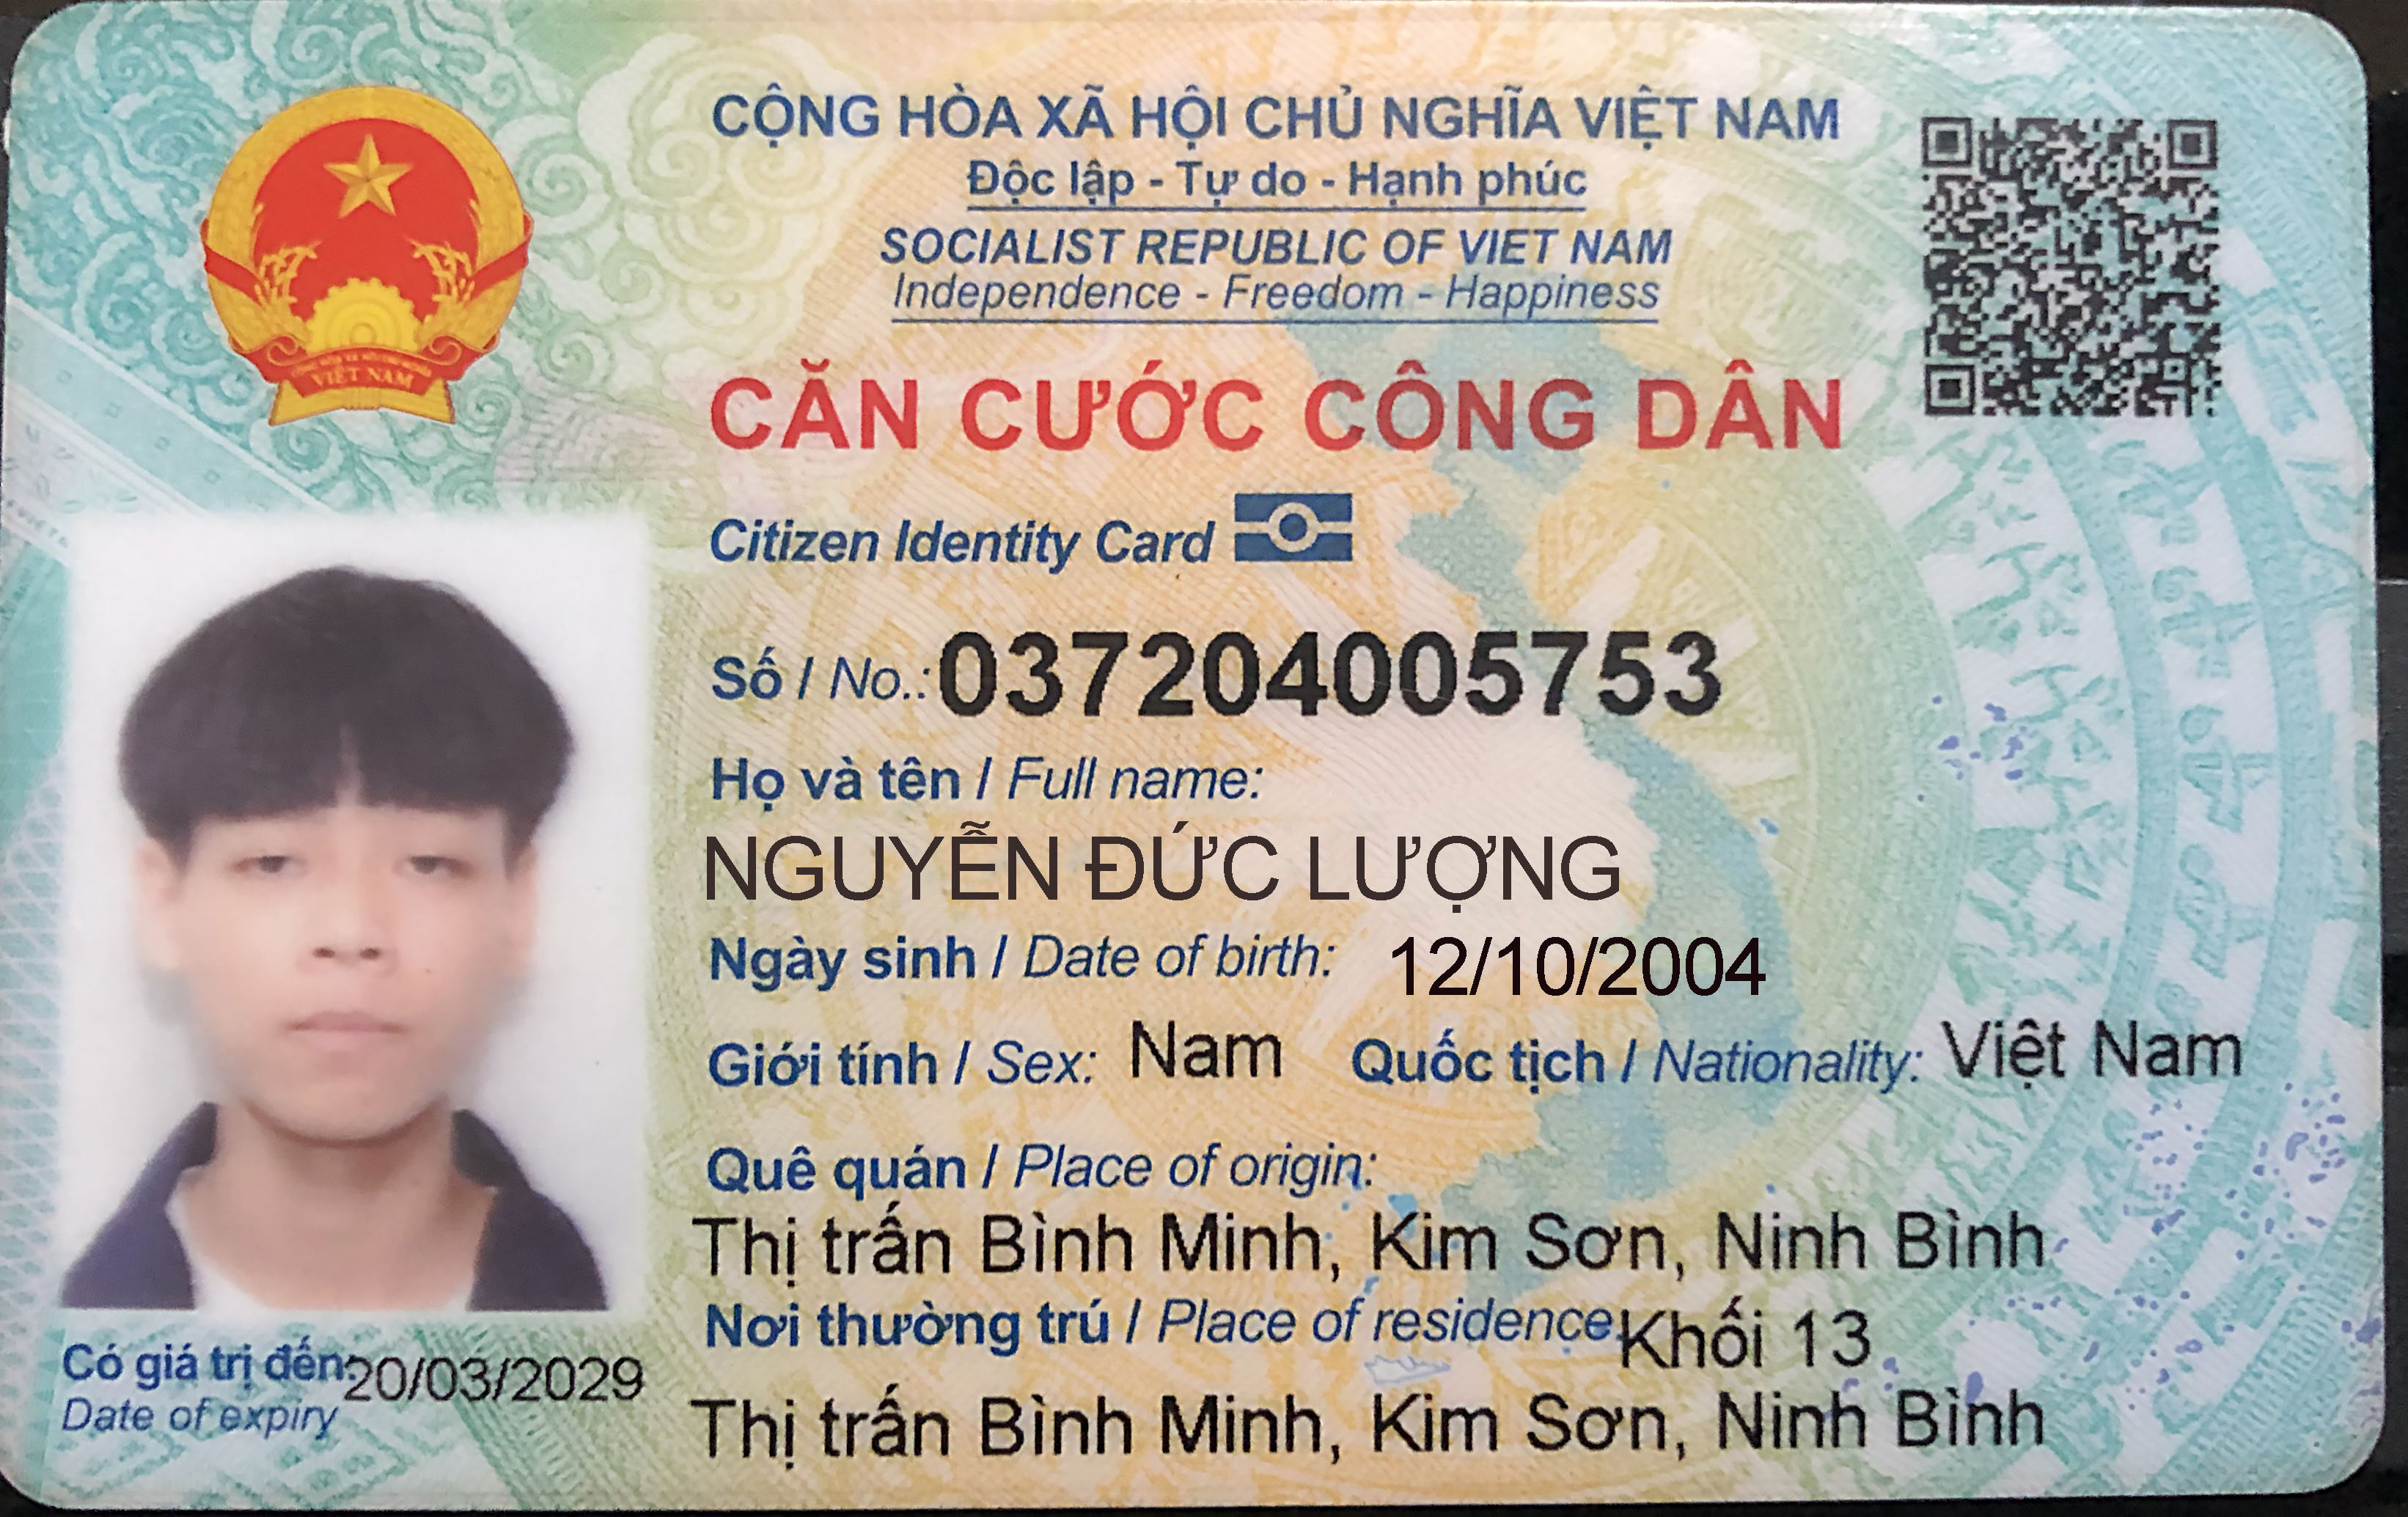 CỘNG HÒA XÃ HỘI CHỦ NGHĨA VIỆT NAM
Độc lập - Tự do - Hạnh phúc
SOCIALIST REPUBLIC OF VIET NAM
Independence - Freedom - Happiness
VIỆT NAM
CĂN CƯỚC CÔNG DÂN
Citizen Identity Card
Số / No.: 037204005753
Họ và tên / Full name:
NGUYỄN ĐỨC LƯỢNG
Ngày sinh / Date of birth: 12/10/2004
Giới tính / Sex: Nam Quốc tịch / Nationality: Việt Nam
Quê quán / Place of origin:
Thị trấn Bình Minh, Kim Sơn, Ninh Bình
Nơi thường trú / Place of residence: Khối 13
Thị trấn Bình Minh, Kim Sơn, Ninh Bình
Có giá trị đến: 20/03/2029
Date of expiry